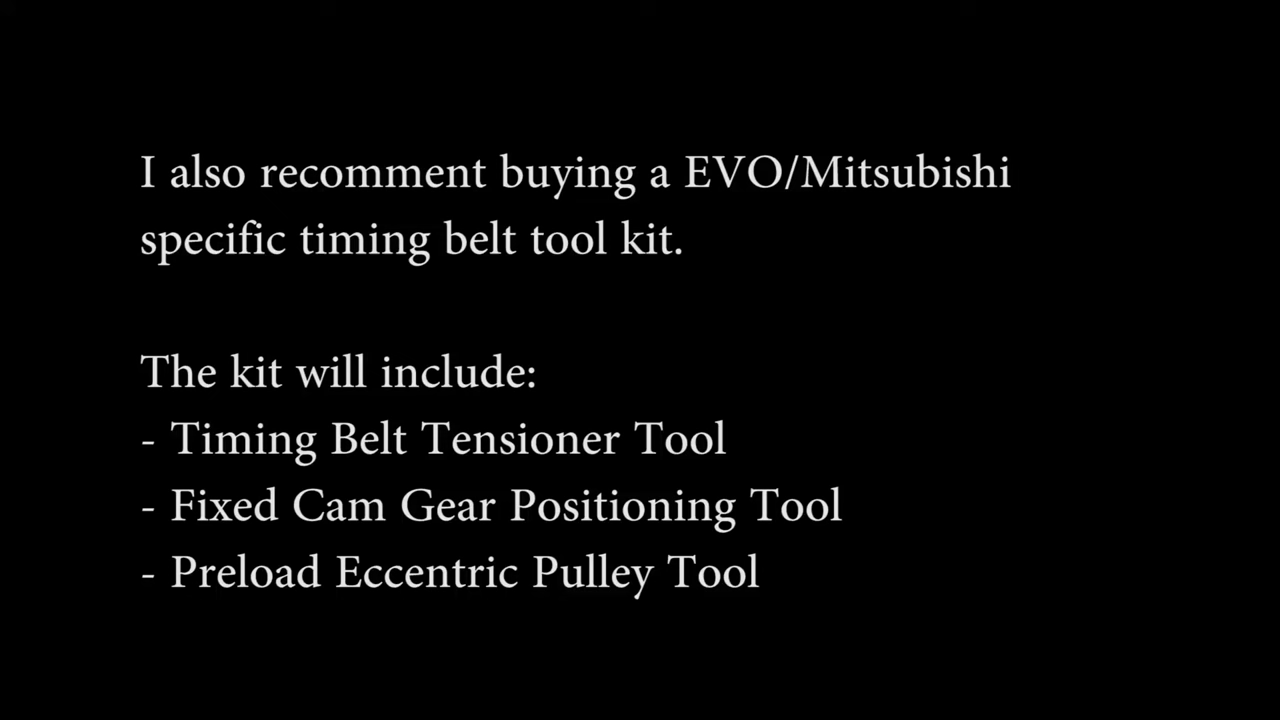 I also recomment buying a EVO/Mitsubishi
specific timing belt tool kit.
The kit will include:
- Timing Belt Tensioner Tool
- Fixed Cam Gear Positioning Tool
- Preload Eccentric Pulley Tool